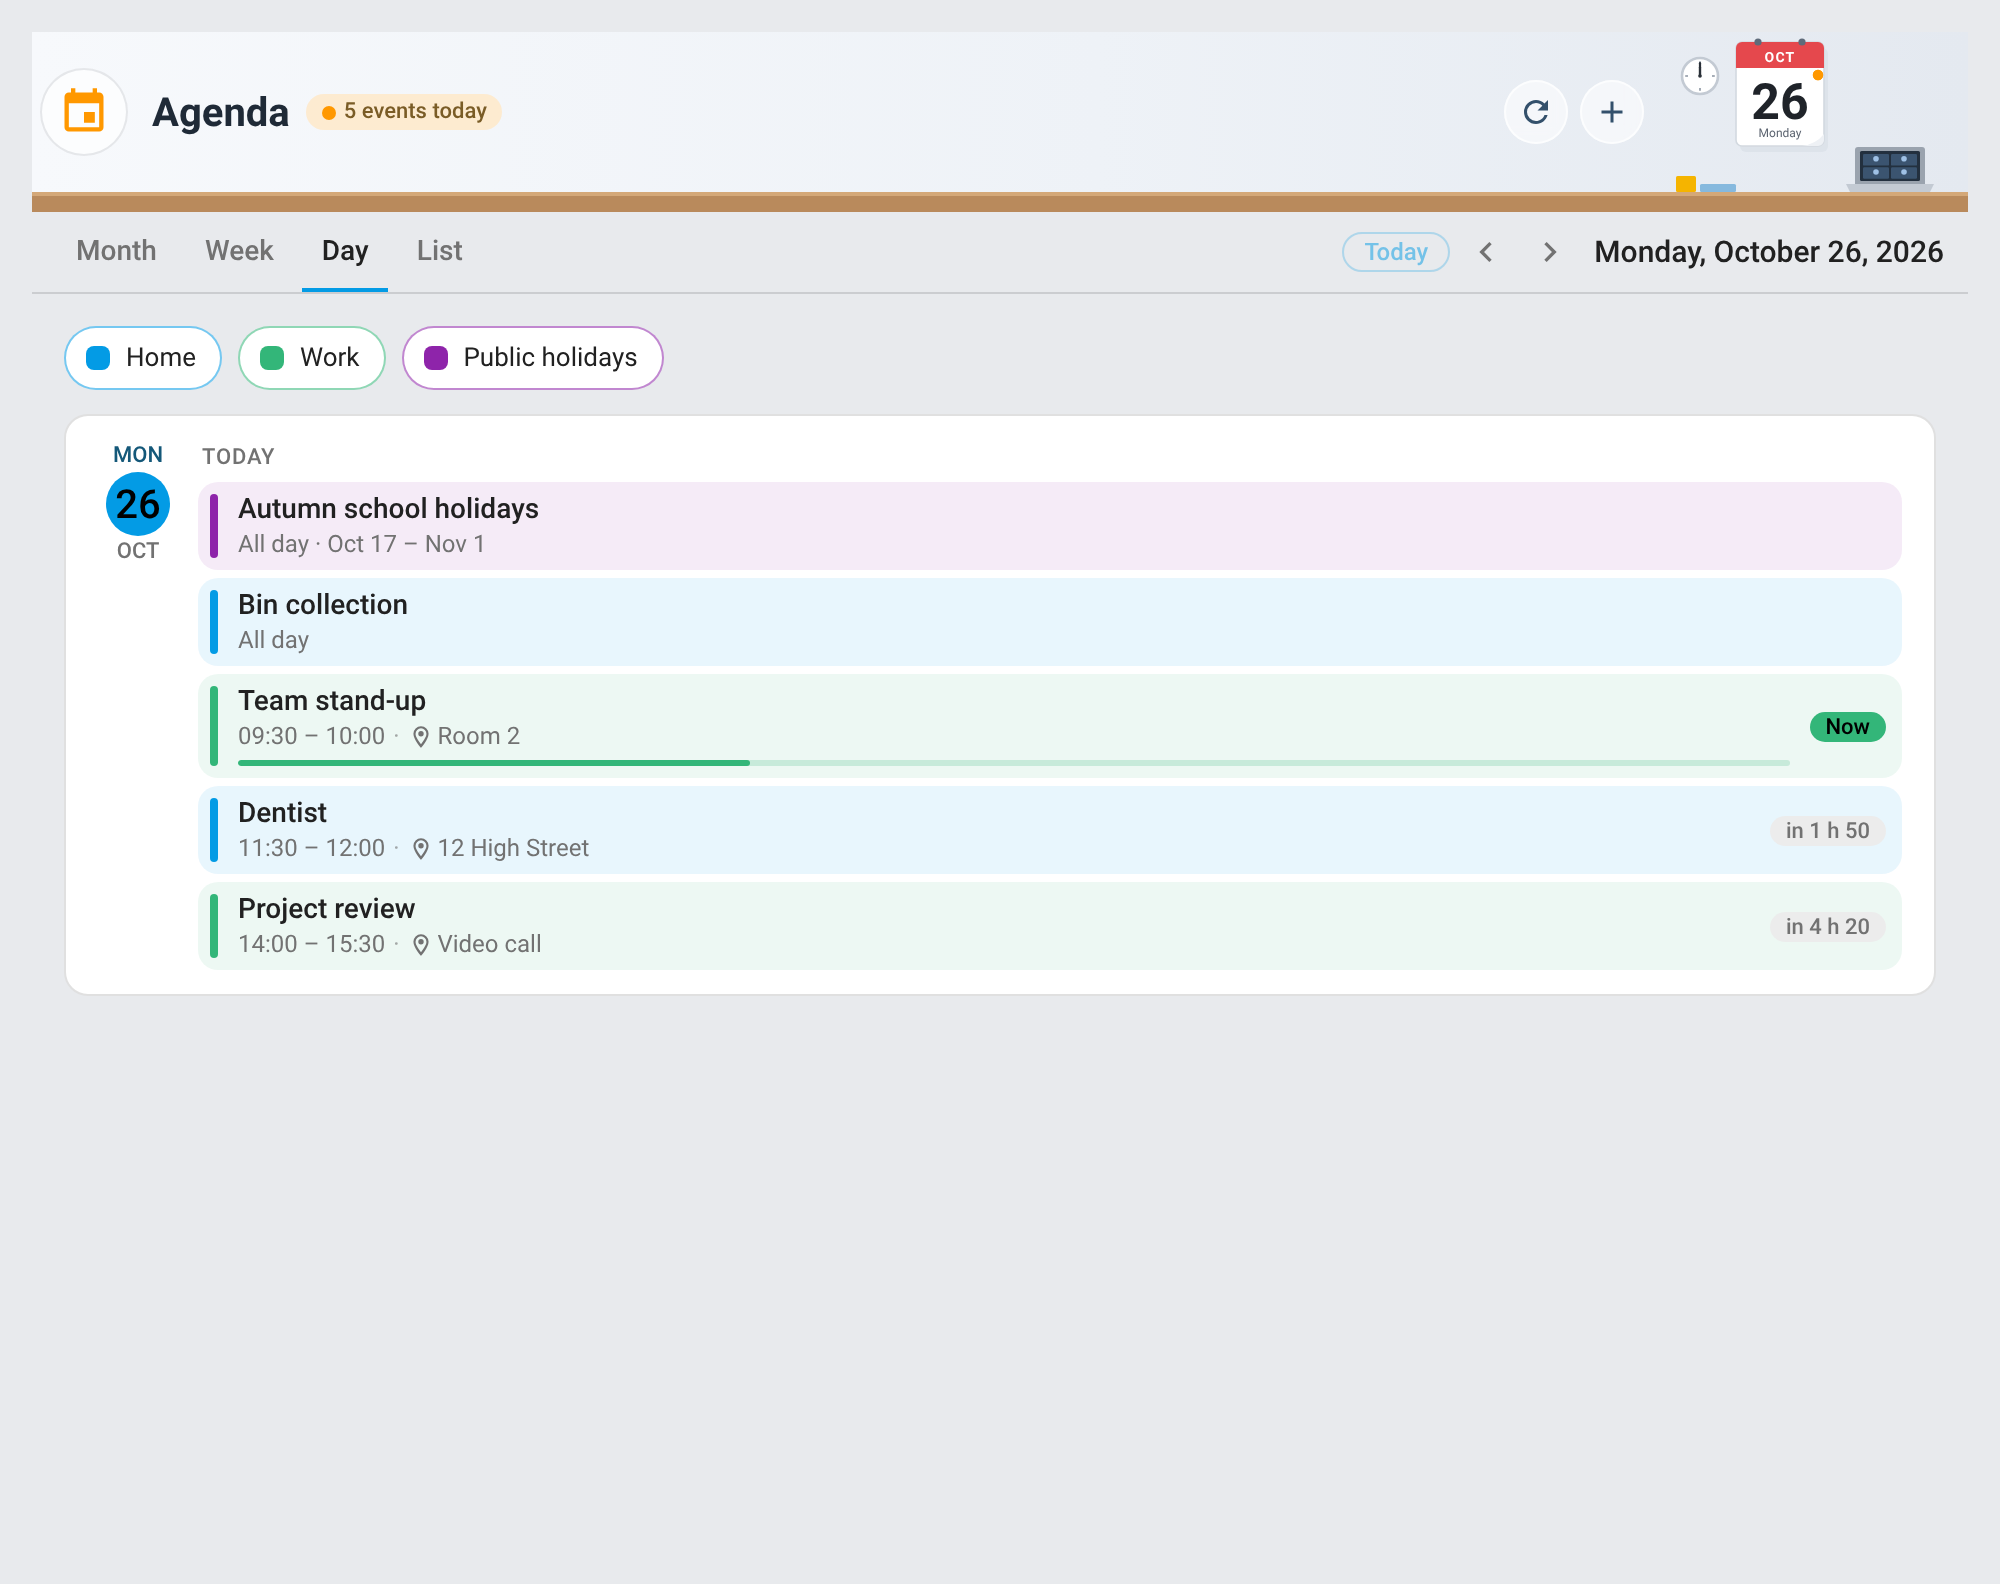 Agenda
5 events today
OCT
26
Monday
Month
Week
Day
List
Today
Monday, October 26, 2026
Home
Work
Public holidays
MON
26
OCT
TODAY
Autumn school holidays
All day · Oct 17 – Nov 1
Bin collection
All day
Team stand-up
09:30 – 10:00 · Room 2
Now
Dentist
11:30 – 12:00 · 12 High Street
in 1 h 50
Project review
14:00 – 15:30 · Video call
in 4 h 20